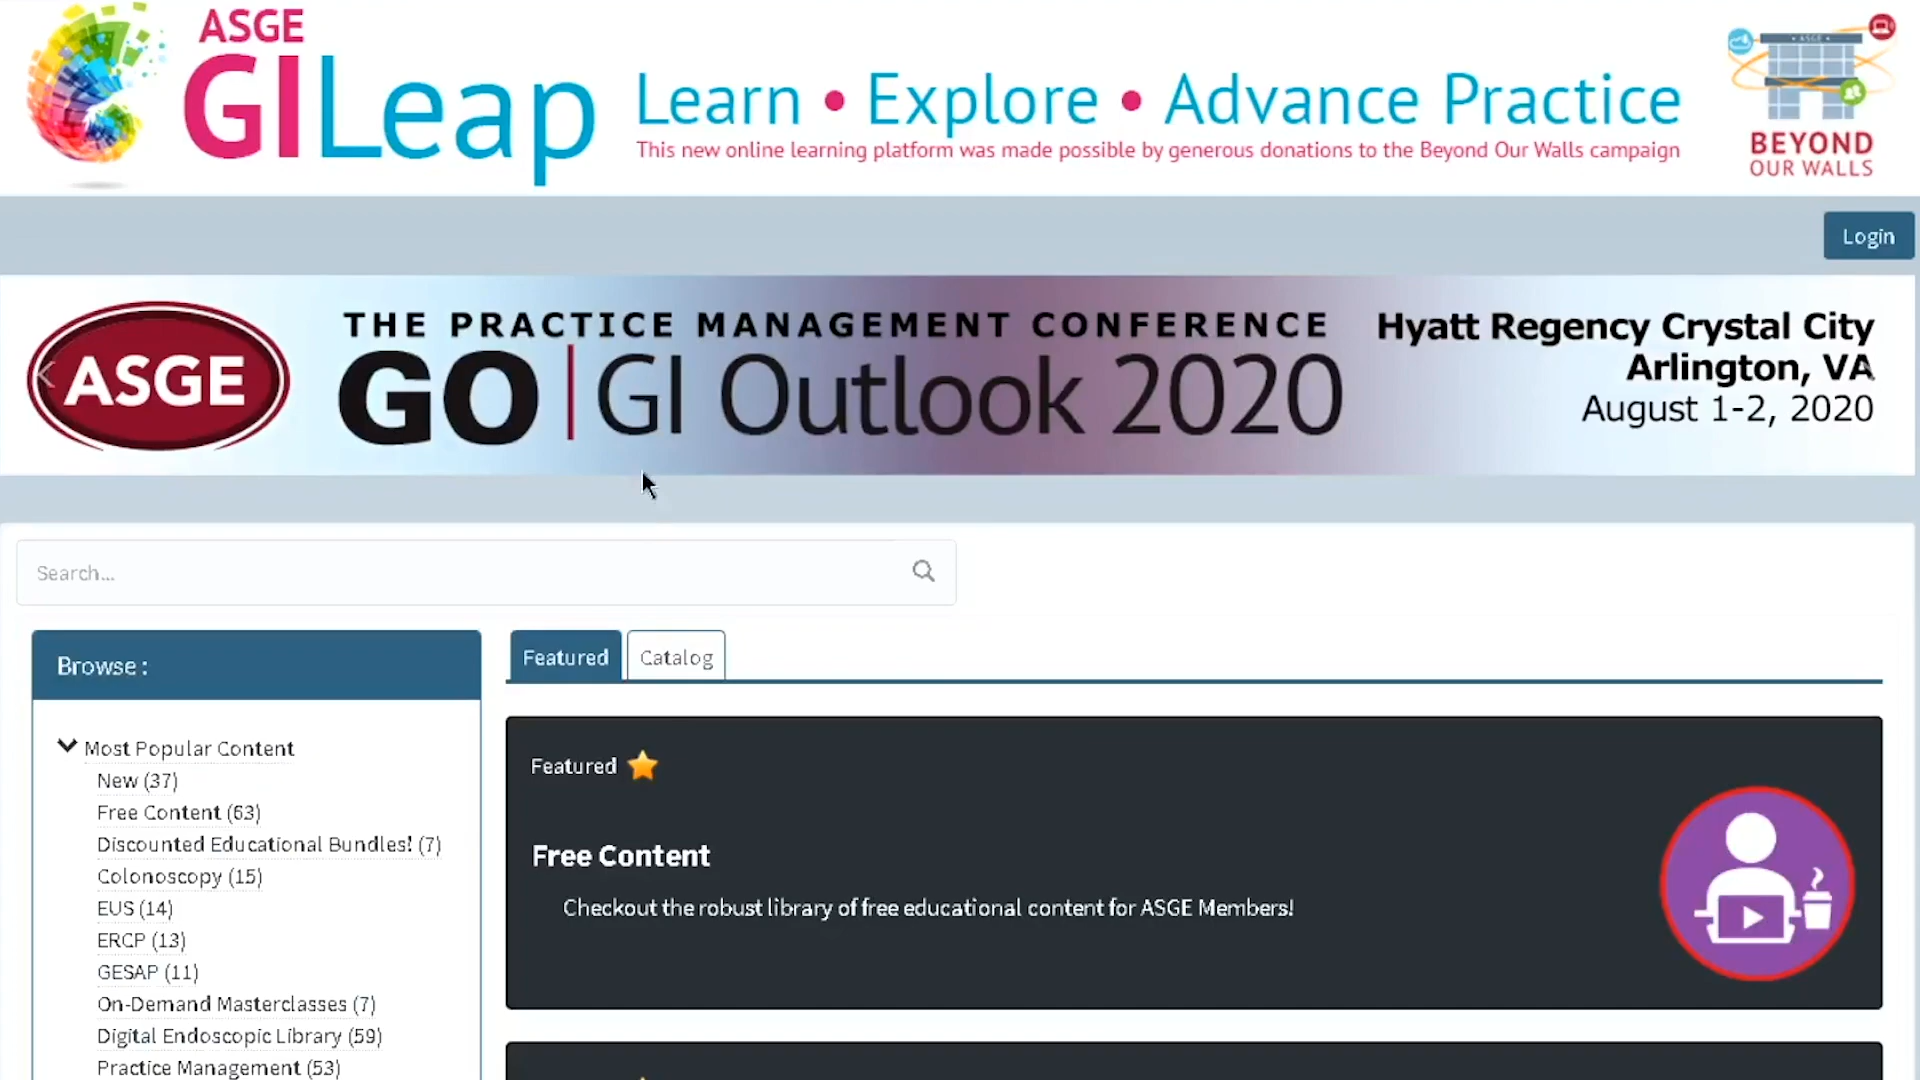 ASGE
GILeap
Learn • Explore • Advance Practice
This new online learning platform was made possible by generous donations to the Beyond Our Walls campaign
ASGE
BEYOND
OUR WALLS
Login
ASGE
THE PRACTICE MANAGEMENT CONFERENCE
GO | GI Outlook 2020
Hyatt Regency Crystal City
Arlington, VA
August 1-2, 2020
Search...
Browse :
Featured
Catalog
Most Popular Content
New (37)
Free Content (63)
Discounted Educational Bundles! (7)
Colonoscopy (15)
EUS (14)
ERCP (13)
GESAP (11)
On-Demand Masterclasses (7)
Digital Endoscopic Library (59)
Practice Management (53)
Featured
Free Content
Checkout the robust library of free educational content for ASGE Members!